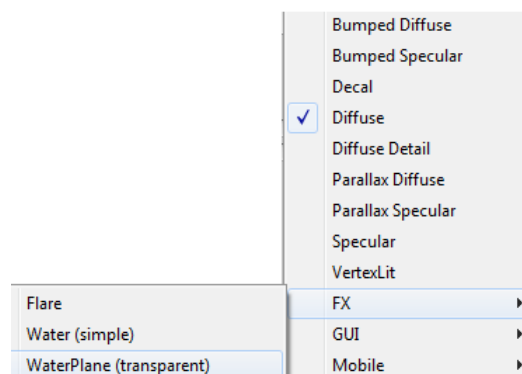 Bumped Diffuse
Bumped Specular
Decal
Diffuse
Diffuse Detail
Parallax Diffuse
Parallax Specular
Specular
VertexLit
FX
GUI
Mobile
Flare
Water (simple)
WaterPlane (transparent)